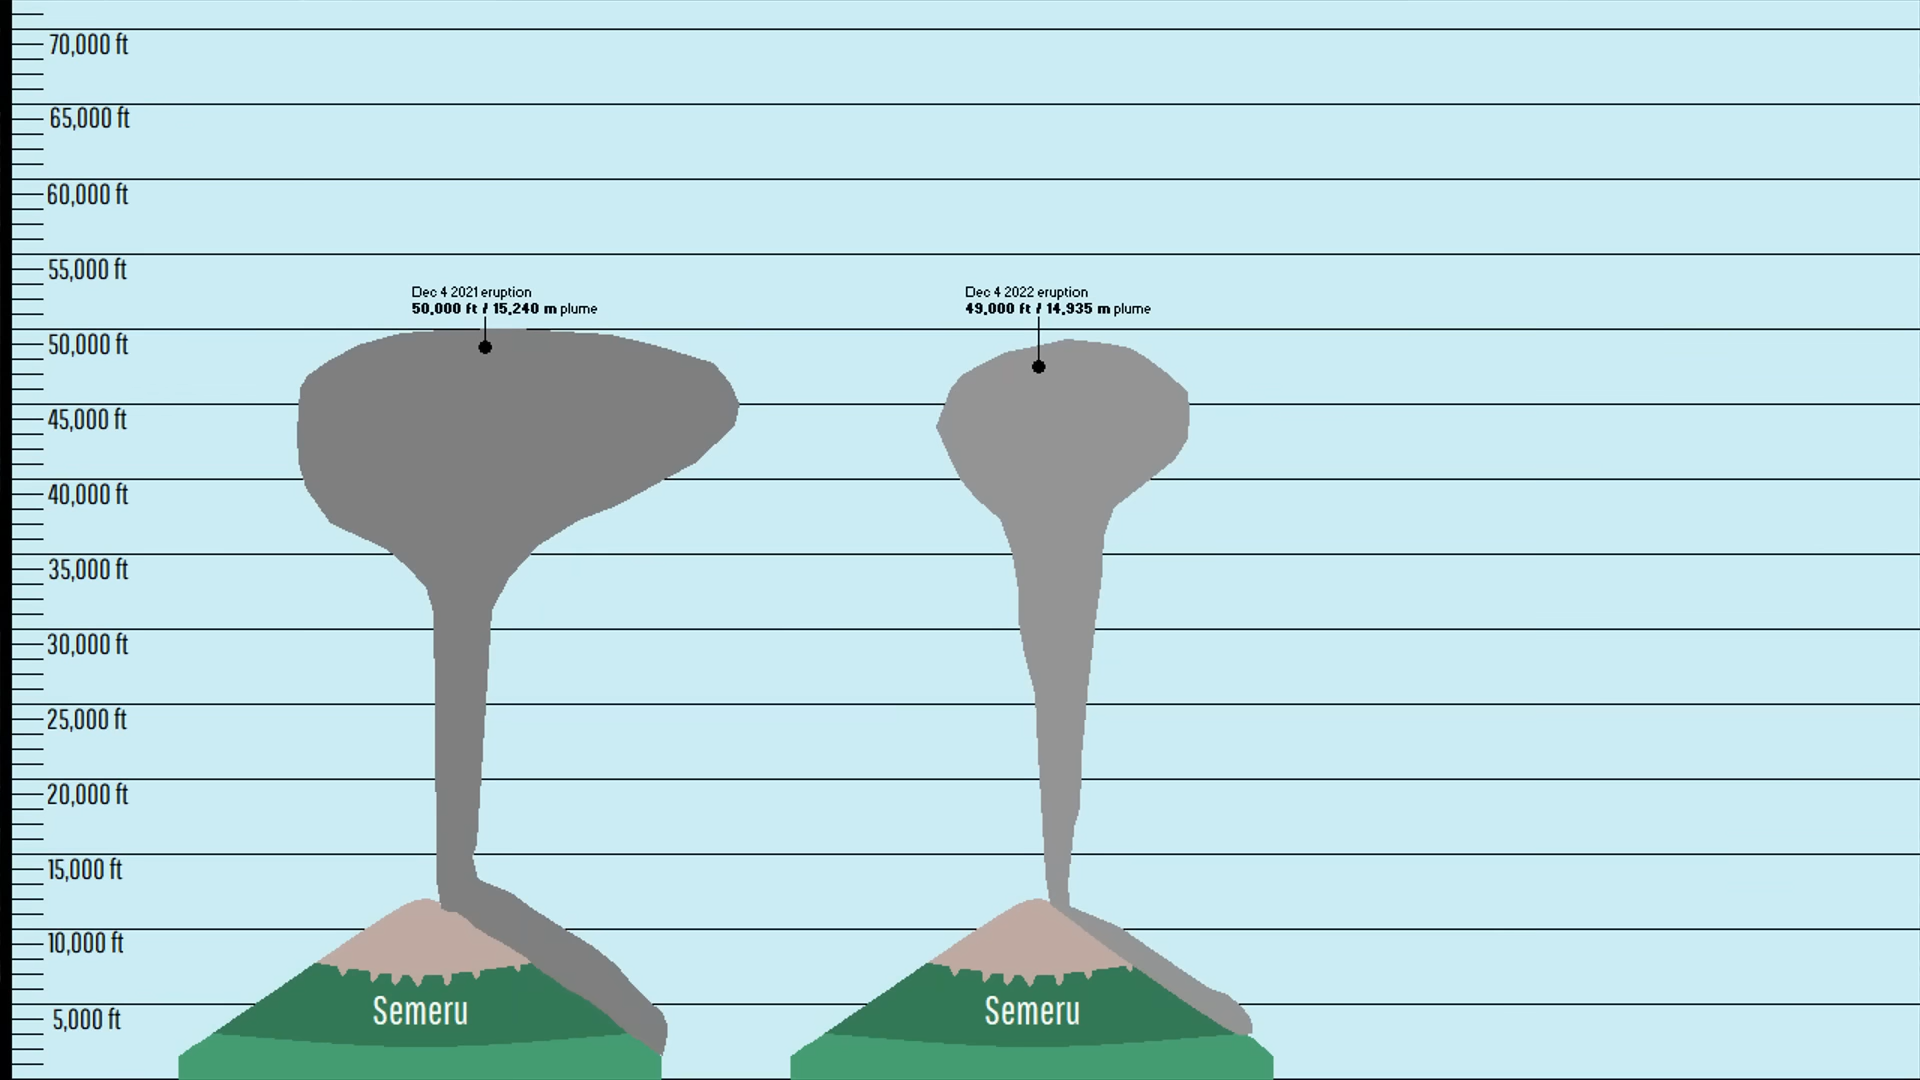 70,000 ft
65,000 ft
60,000 ft
55,000 ft
Dec 4 2021 eruption
50,000 ft / 15,240 m plume
Dec 4 2022 eruption
49,000 ft / 14,935 m plume
50,000 ft
45,000 ft
40,000 ft
35,000 ft
30,000 ft
25,000 ft
20,000 ft
15,000 ft
10,000 ft
5,000 ft
Semeru
Semeru